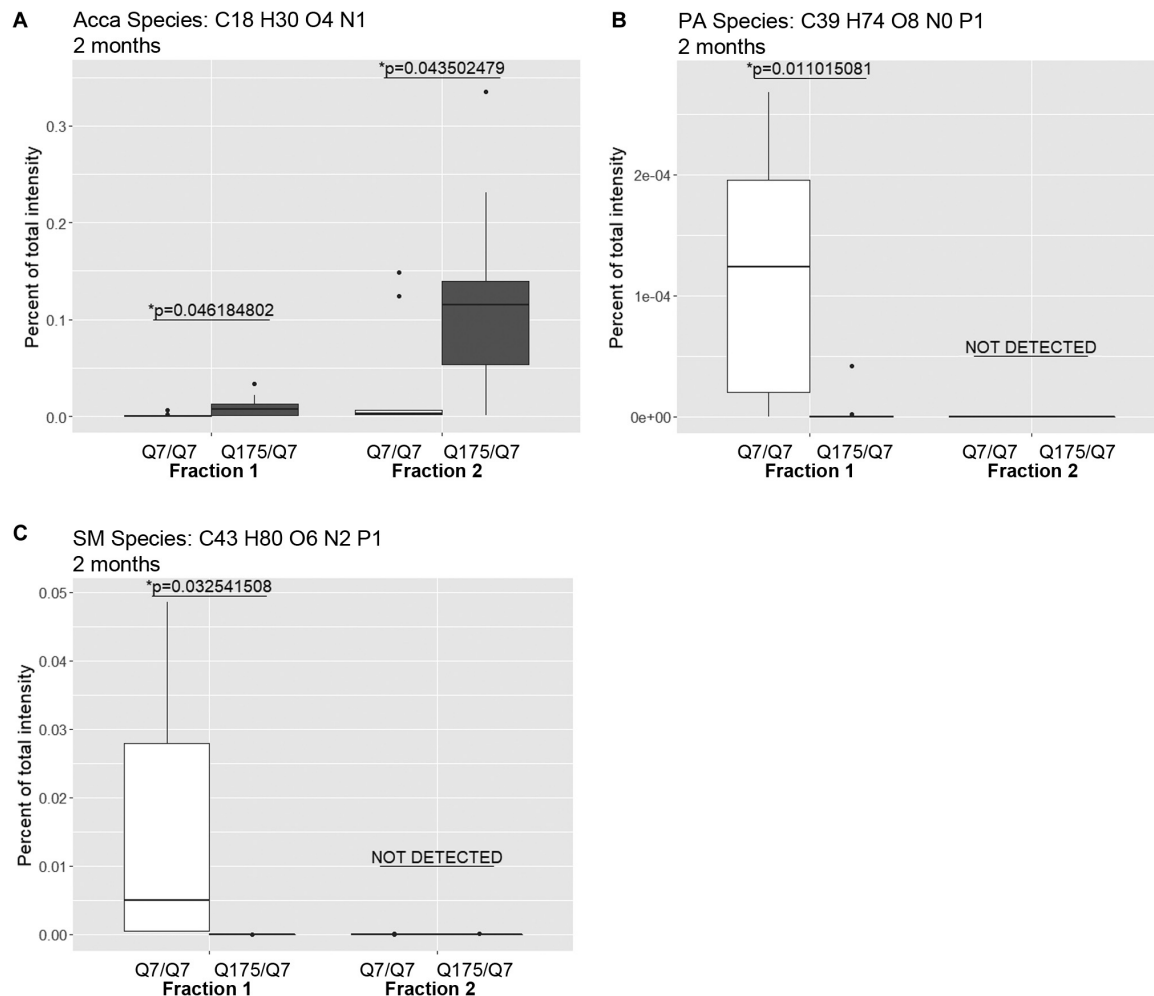 A
Acca Species: C18 H30 O4 N1
2 months
Percent of total intensity
0.3
0.2
0.1
0.0
*p=0.046184802
*p=0.043502479
Q7/Q7 Q175/Q7 Q7/Q7 Q175/Q7
Fraction 1 Fraction 2
B
PA Species: C39 H74 O8 N0 P1
2 months
Percent of total intensity
2e-04
1e-04
0e+00
*p=0.011015081
NOT DETECTED
Q7/Q7 Q175/Q7 Q7/Q7 Q175/Q7
Fraction 1 Fraction 2
C
SM Species: C43 H80 O6 N2 P1
2 months
Percent of total intensity
0.05
0.04
0.03
0.02
0.01
0.00
*p=0.032541508
NOT DETECTED
Q7/Q7 Q175/Q7 Q7/Q7 Q175/Q7
Fraction 1 Fraction 2